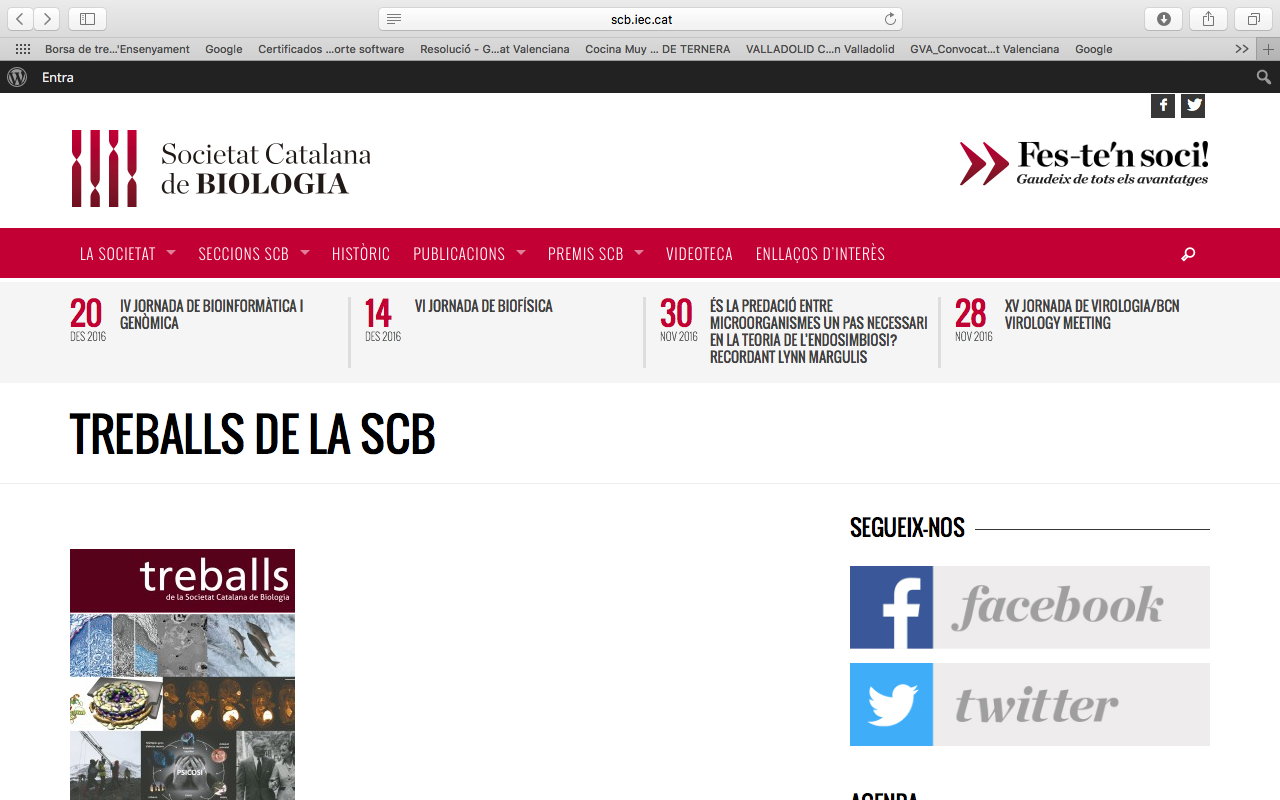 scb.iec.cat
Borsa de tre...'Ensenyament Google Certificados ...orte software Resolució - G...at Valenciana Cocina Muy ... DE TERNERA VALLADOLID C...n Valladolid GVA_Convocat...t Valenciana Google
Entra
Societat Catalana
de BIOLOGIA
Fes-te'n soci!
Gaudeix de tots els avantatges
LA SOCIETAT SECCIONS SCB HISTÒRIC PUBLICACIONS PREMIS SCB VIDEOTECA ENLLAÇOS D'INTERÈS
20
DES 2016
IV JORNADA DE BIOINFORMÀTICA I
GENÒMICA
14
DES 2016
VI JORNADA DE BIOFÍSICA
30
NOV 2016
ÉS LA PREDACIÓ ENTRE
MICROORGANISMES UN PAS NECESSARI
EN LA TEORIA DE L'ENDOSIMBIOSI?
RECORDANT LYNN MARGULIS
28
NOV 2016
XV JORNADA DE VIROLOGIA/BCN
VIROLOGY MEETING
TREBALLS DE LA SCB
treballs
de la Societat Catalana de Biologia
RBC
PSICOSI
SEGUEIX-NOS
facebook
twitter
AGENDA